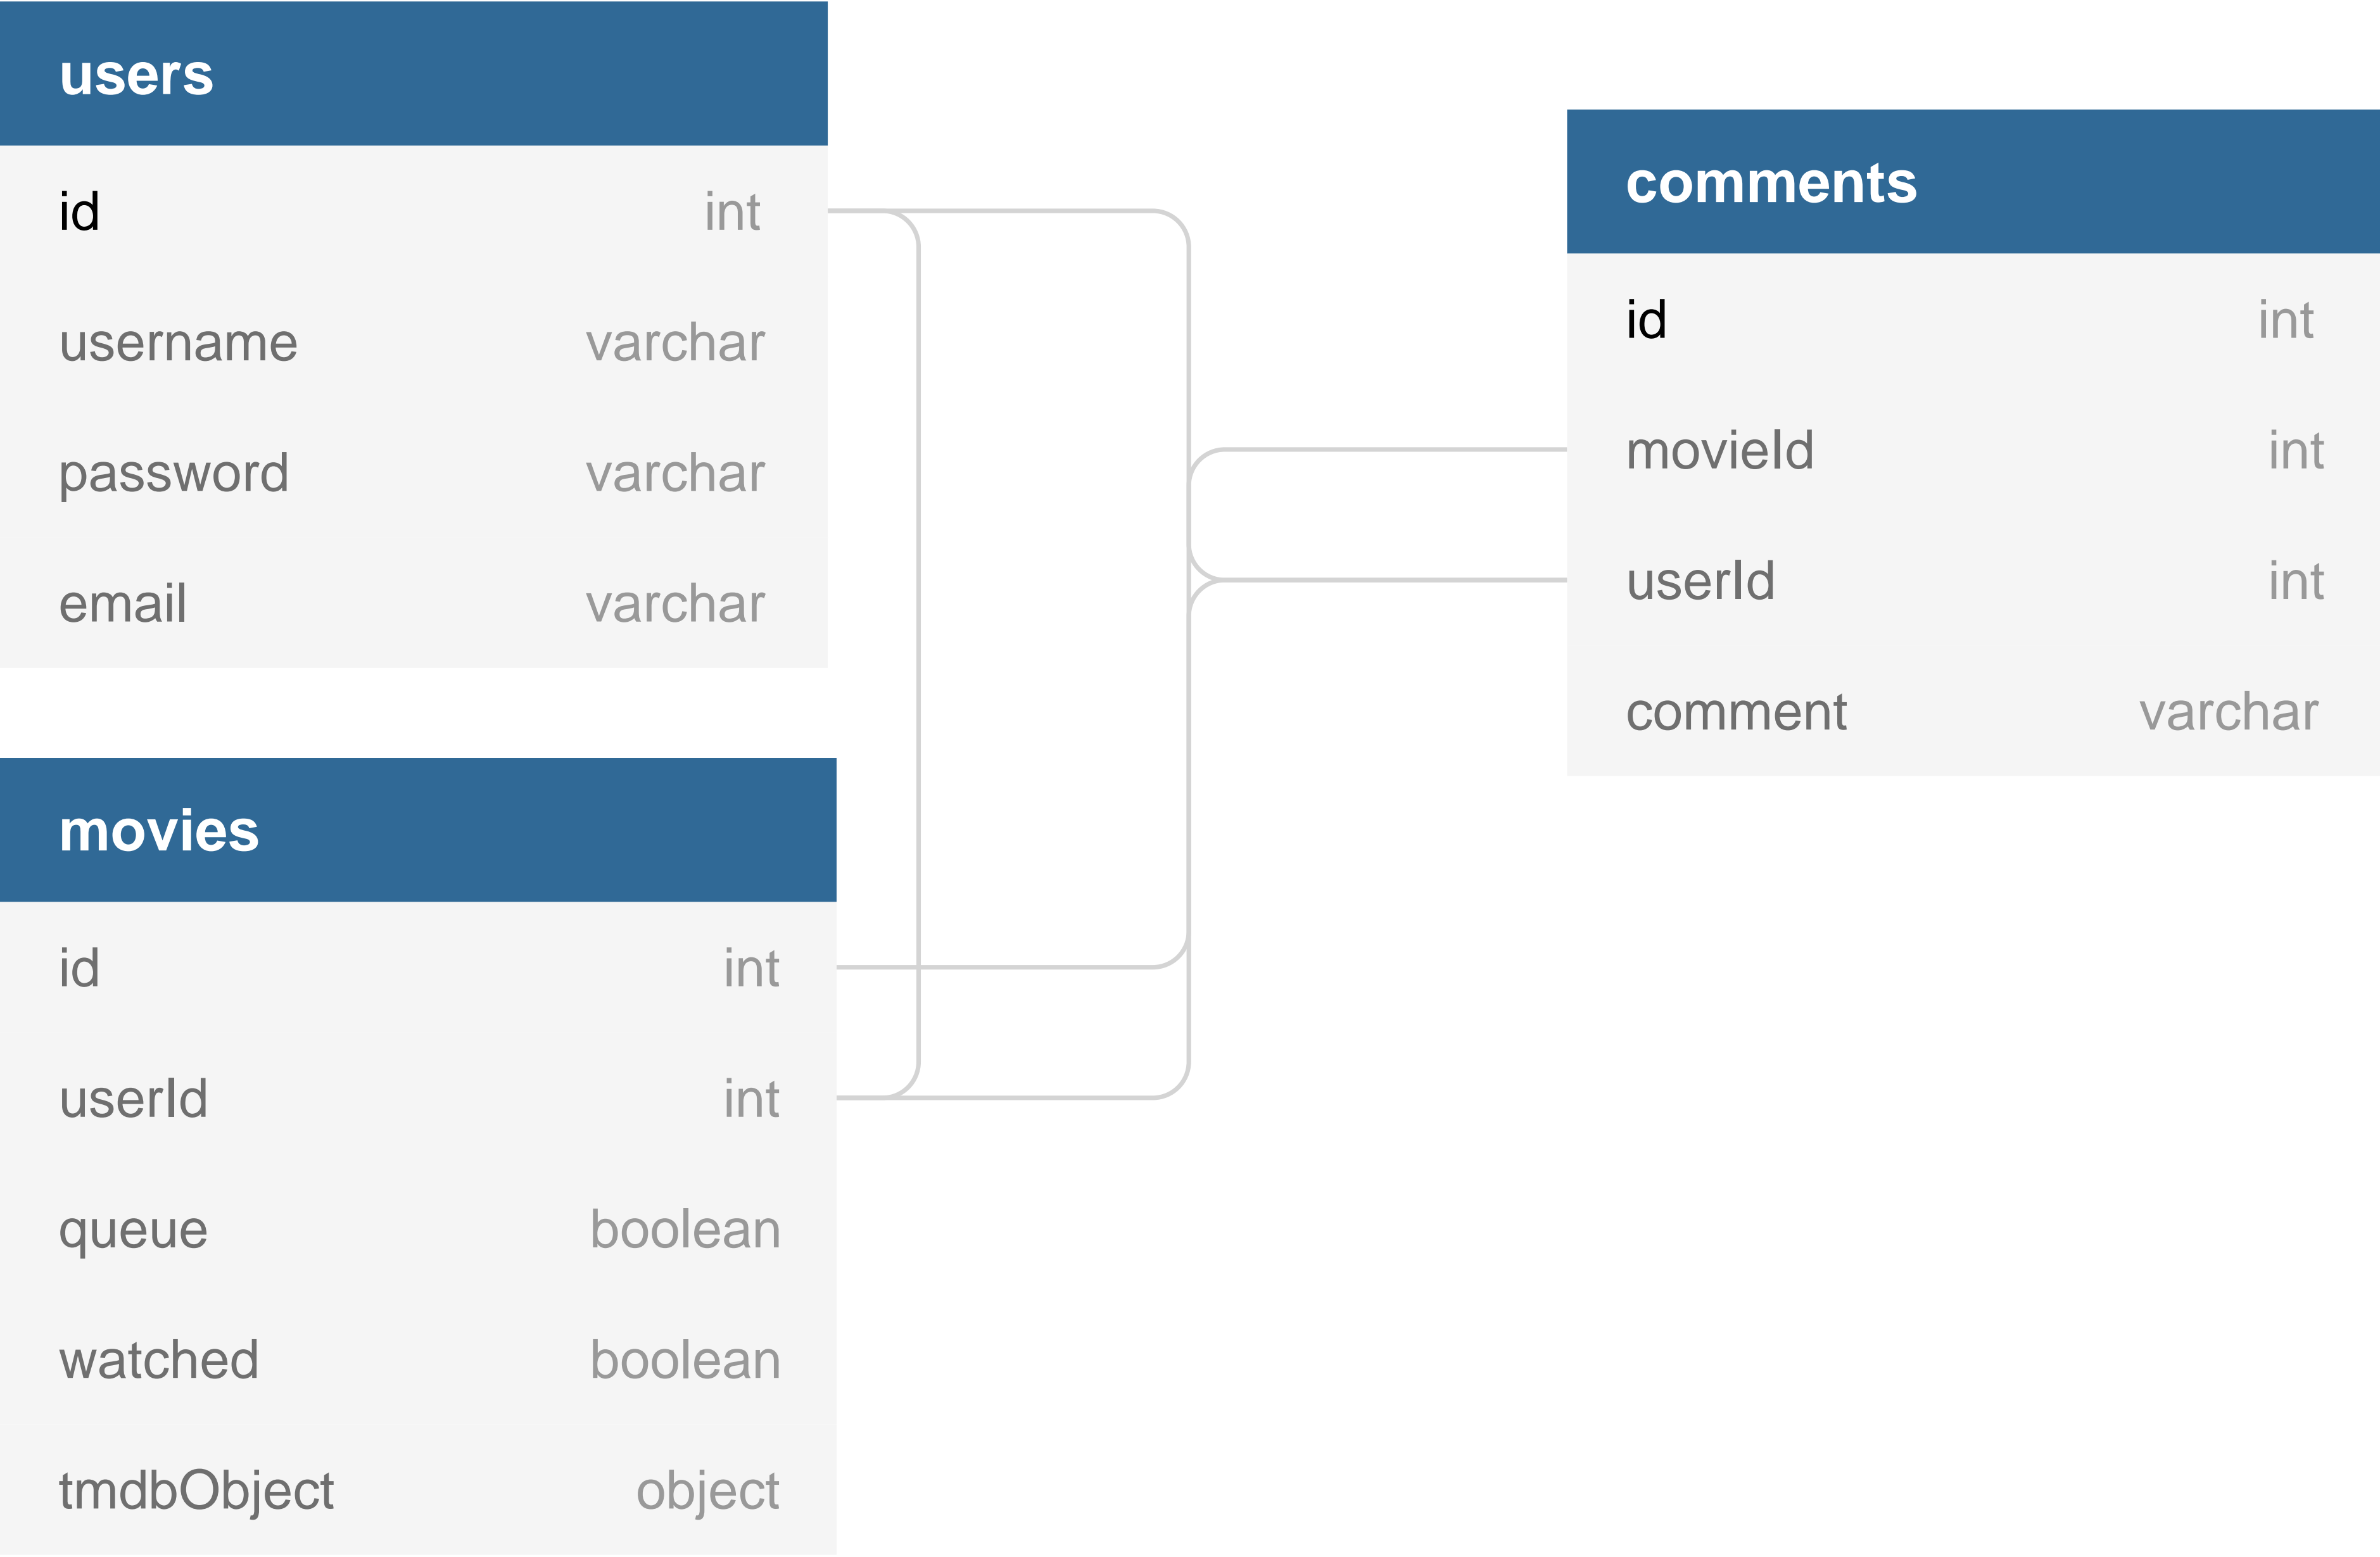 users
id int
username varchar
password varchar
email varchar
comments
id int
movieId int
userId int
comment varchar
movies
id int
userId int
queue boolean
watched boolean
tmdbObject object